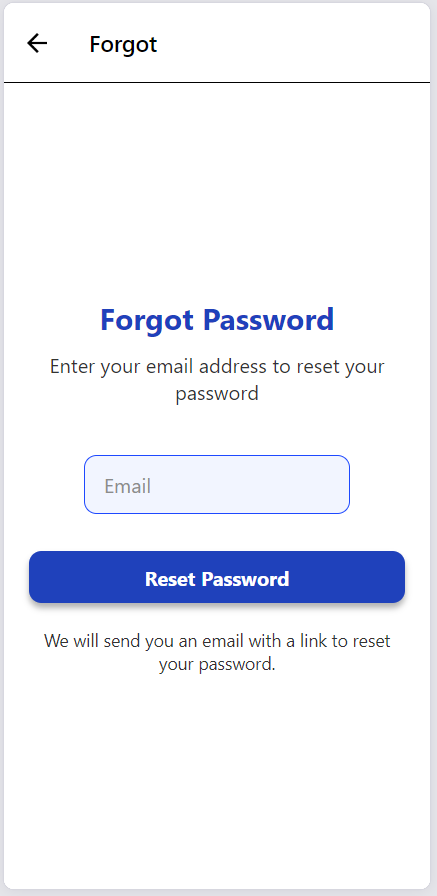 Forgot
Forgot Password
Enter your email address to reset your
password
Email
Reset Password
We will send you an email with a link to reset
your password.